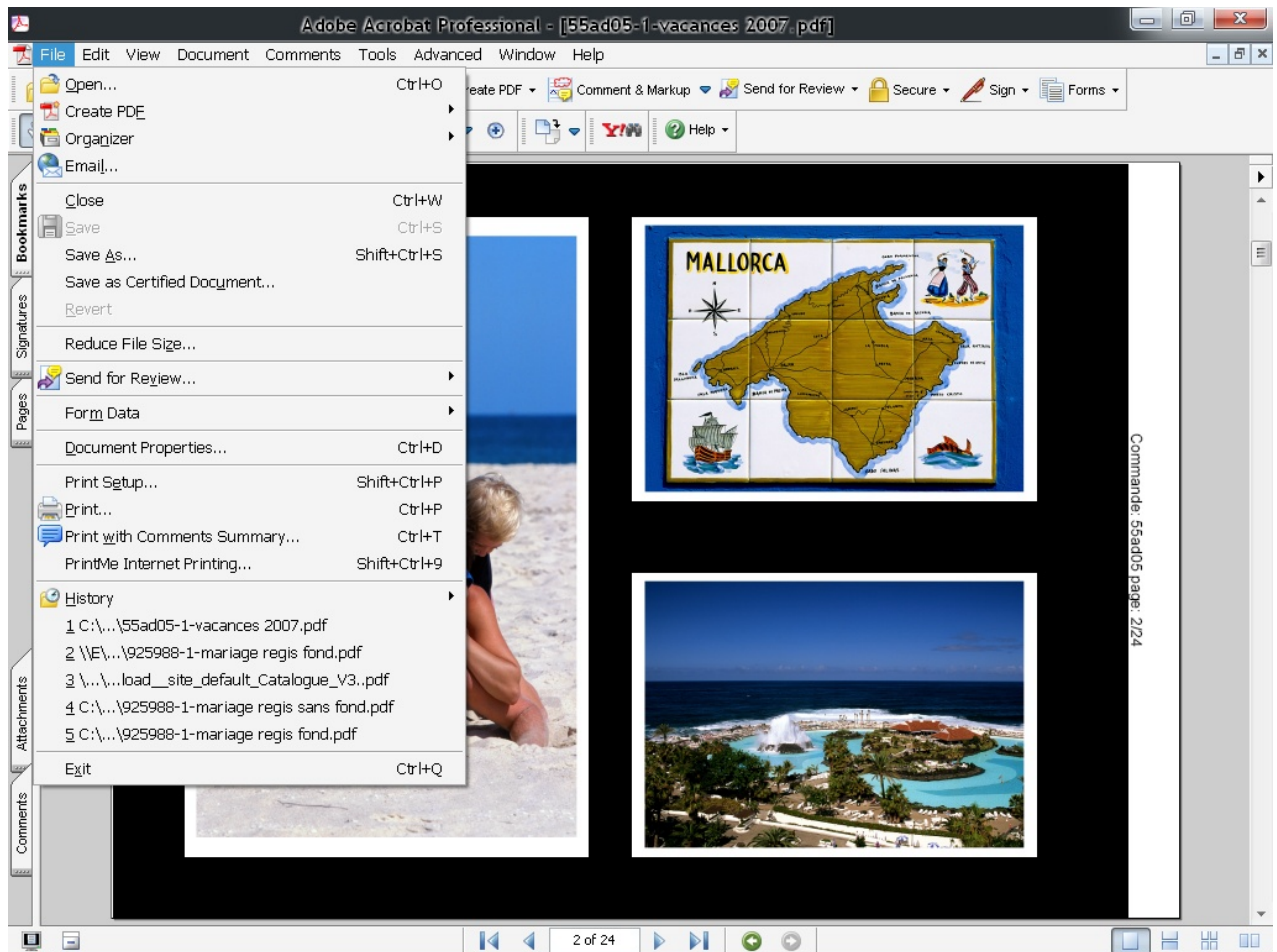 Adobe Acrobat Professional - [55ad05-1-vacances 2007.pdf]
File Edit View Document Comments Tools Advanced Window Help
Open... Ctrl+O
eate PDF Comment & Markup Send for Review Secure Sign Forms
Create PDF
Organizer
Y! Help
Email...
Close Ctrl+W
Save Ctrl+S
Save As... Shift+Ctrl+S
Save as Certified Document...
Revert
Reduce File Size...
Send for Review...
Form Data
Document Properties... Ctrl+D
Print Setup... Shift+Ctrl+P
Print... Ctrl+P
Print with Comments Summary... Ctrl+T
PrintMe Internet Printing... Shift+Ctrl+9
History
1 C:\...\55ad05-1-vacances 2007.pdf
2 \\E\...\925988-1-mariage regis fond.pdf
3 \...\...load__site_default_Catalogue_V3..pdf
4 C:\...\925988-1-mariage regis sans fond.pdf
5 C:\...\925988-1-mariage regis fond.pdf
Exit Ctrl+Q
Bookmarks
Signatures
Pages
Attachments
Comments
MALLORCA
Commande: 55ad05 page: 2/24
2 of 24